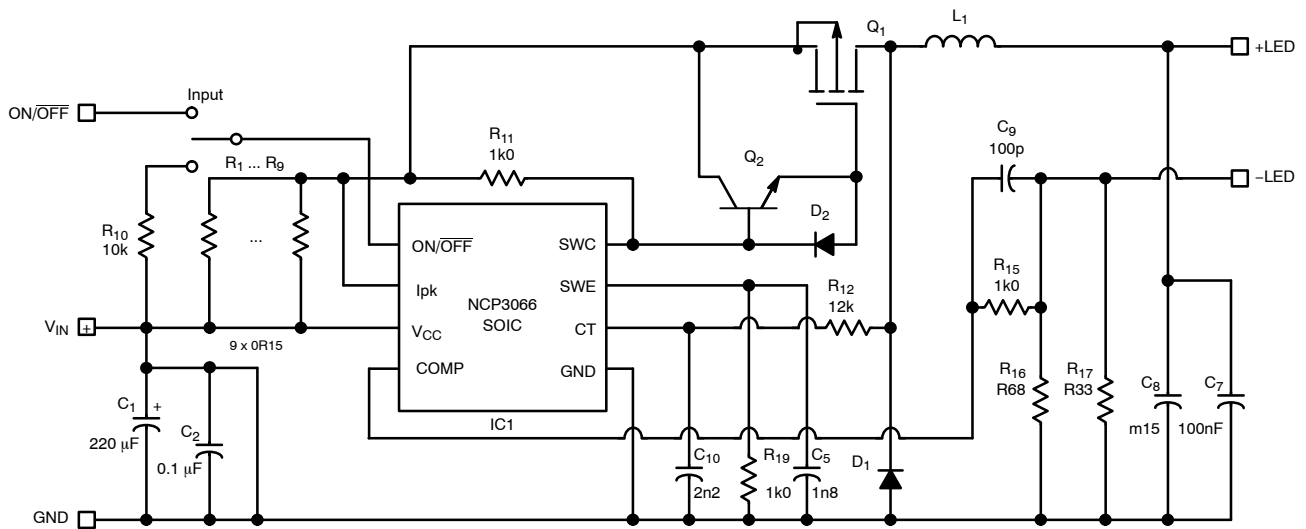 Q1
L1
+LED
Input
ON/OFF
R11
1k0
C9
100p
Q2
R1 ... R9
-LED
R10
10k
...
D2
ON/OFF
SWC
R15
1k0
Ipk
NCP3066
SOIC
SWE
R12
12k
VIN
+
VCC
CT
9 x 0R15
COMP
GND
R16
R68
R17
R33
C8
C7
C1
+
220 μF
C2
IC1
m15
100nF
0.1 μF
C10
2n2
R19
1k0
C5
1n8
D1
GND